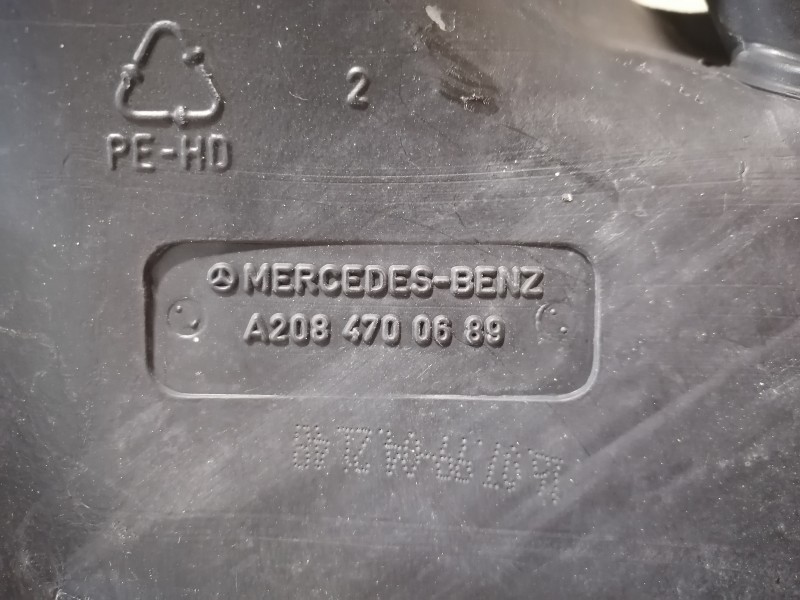 2
PE-HD
MERCEDES-BENZ
A208 470 06 89